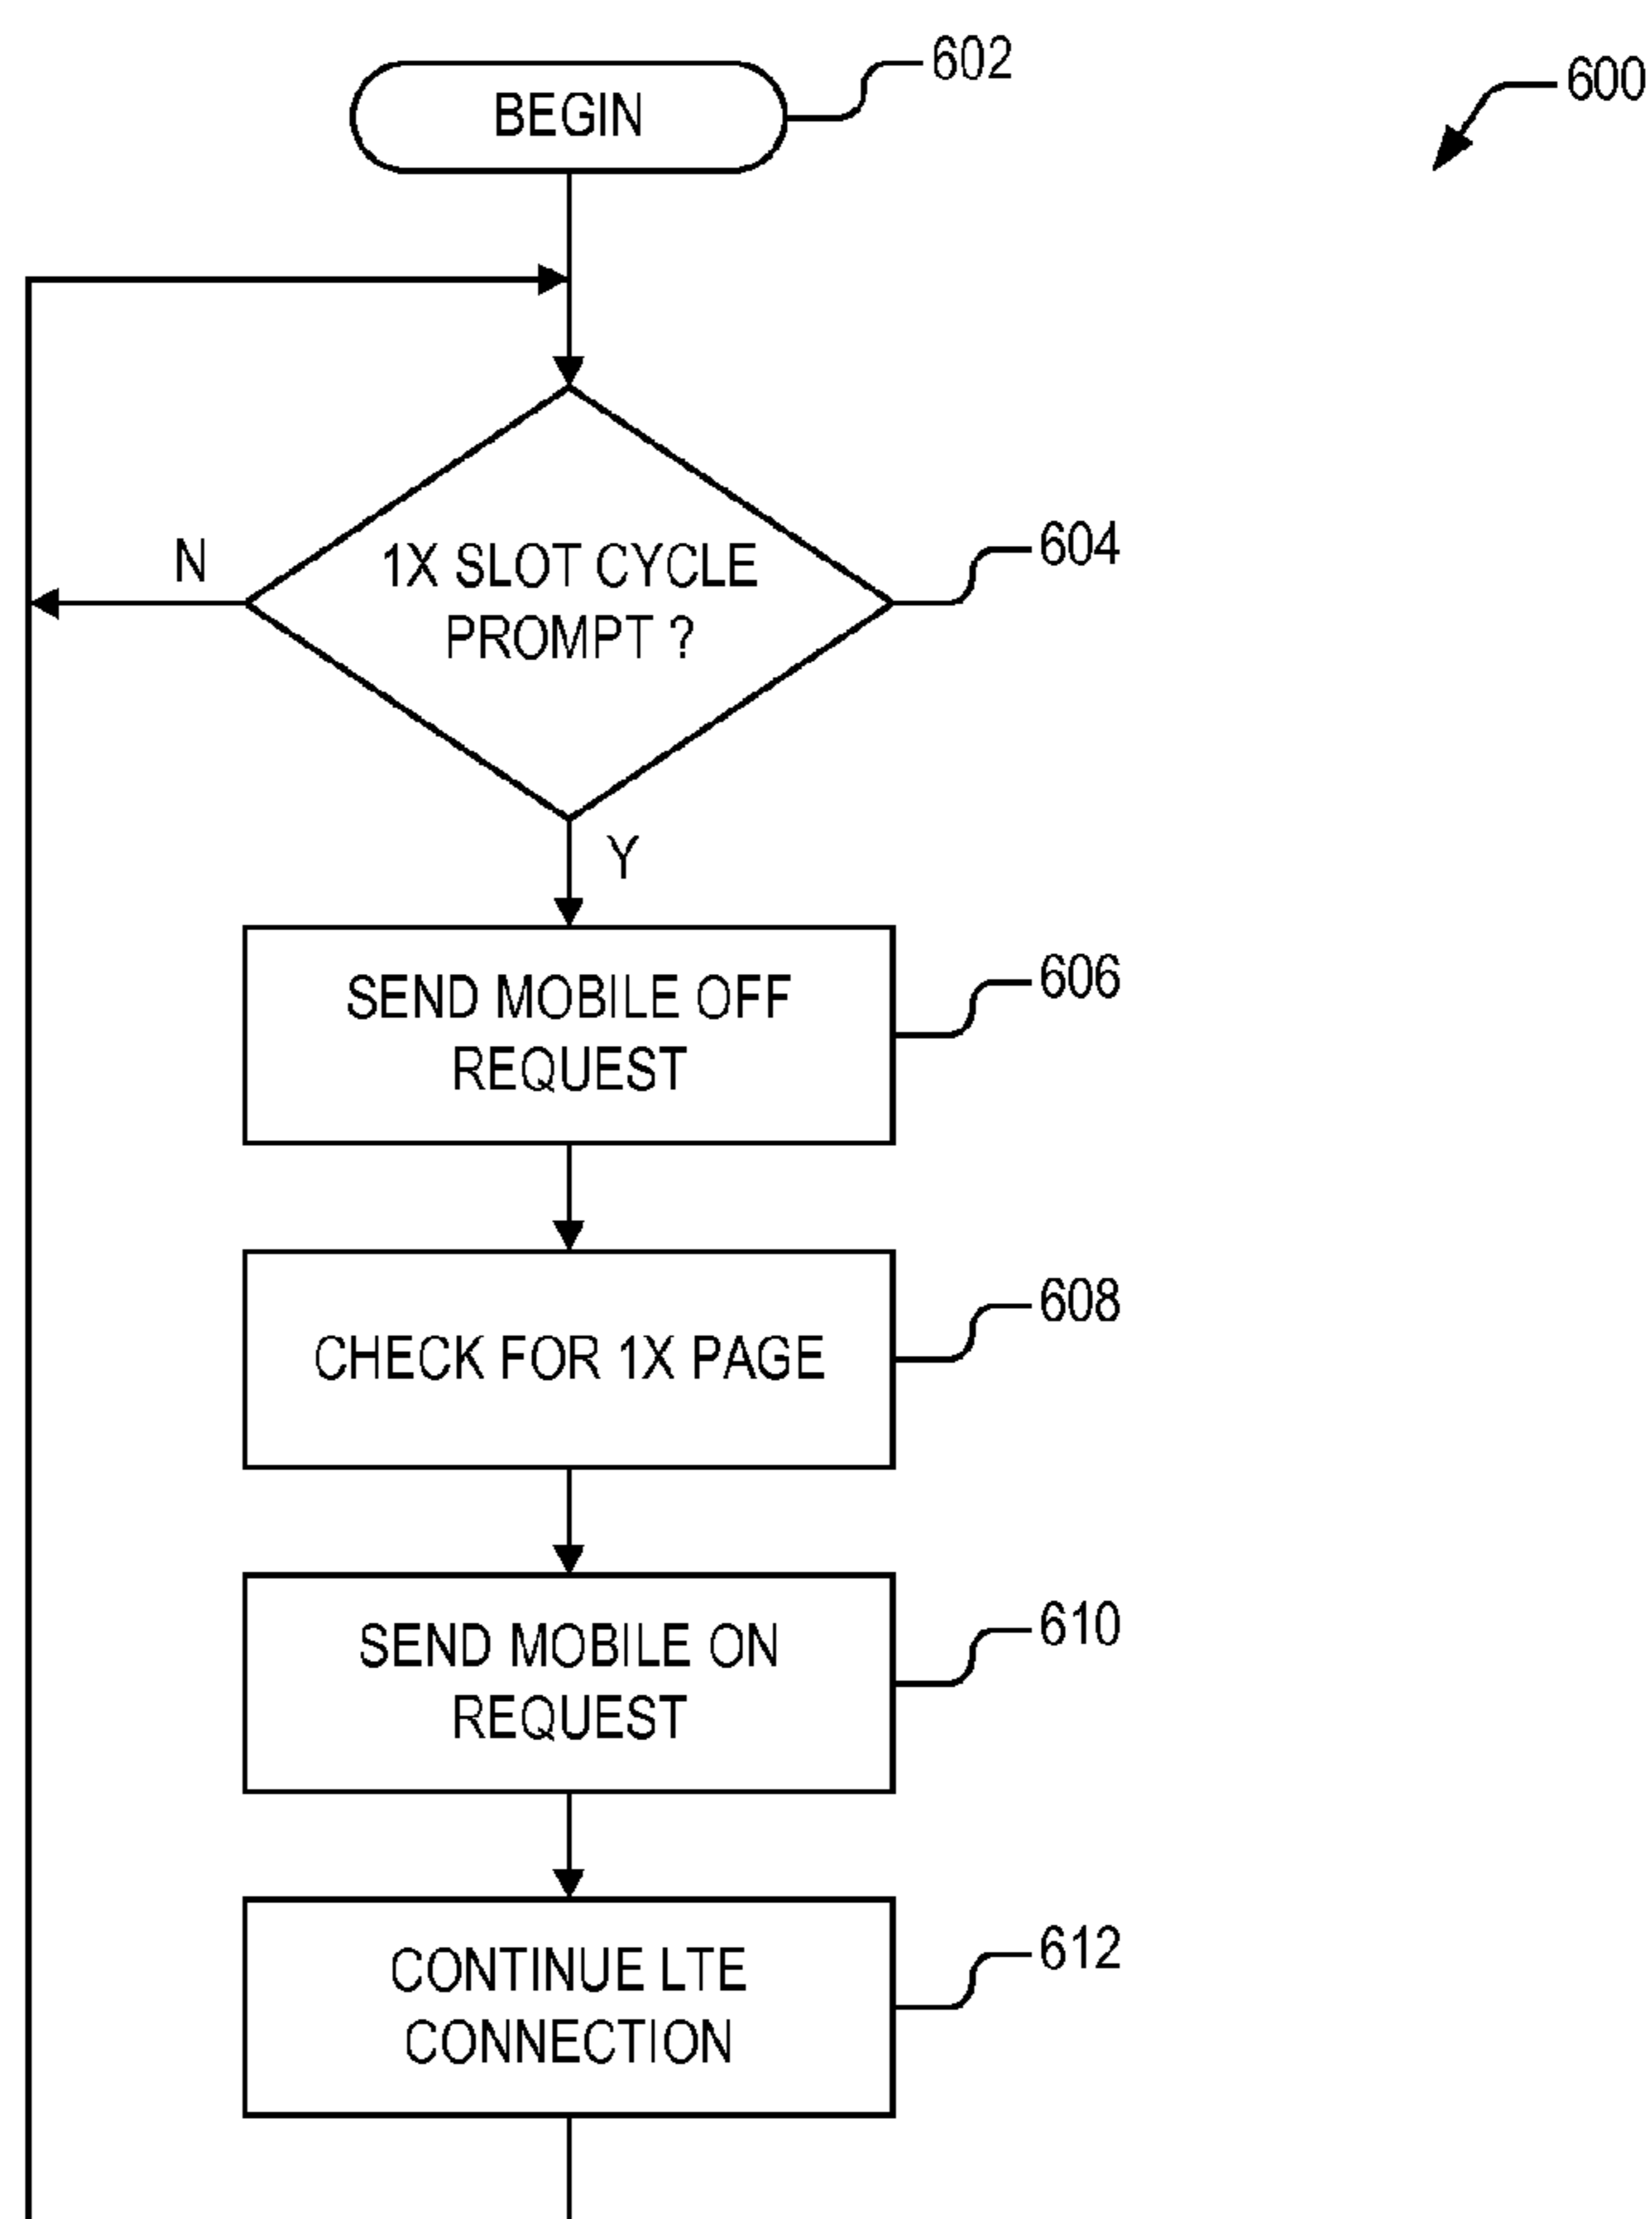 602
600
BEGIN
604
N
1X SLOT CYCLE
PROMPT ?
Y
606
SEND MOBILE OFF
REQUEST
608
CHECK FOR 1X PAGE
610
SEND MOBILE ON
REQUEST
612
CONTINUE LTE
CONNECTION